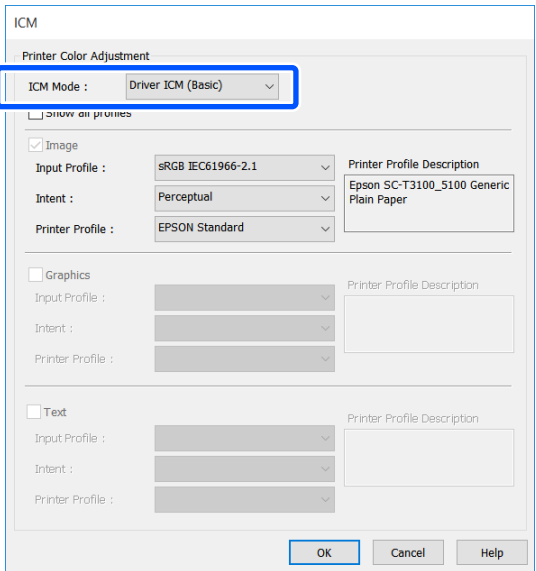 ICM
Printer Color Adjustment
ICM Mode : Driver ICM (Basic)
Show all profiles
Image
Input Profile : sRGB IEC61966-2.1 Printer Profile Description
Intent : Perceptual Epson SC-T3100_5100 Generic
Plain Paper
Printer Profile : EPSON Standard
Graphics
Input Profile : Printer Profile Description
Intent :
Printer Profile :
Text
Input Profile : Printer Profile Description
Intent :
Printer Profile :
OK Cancel Help